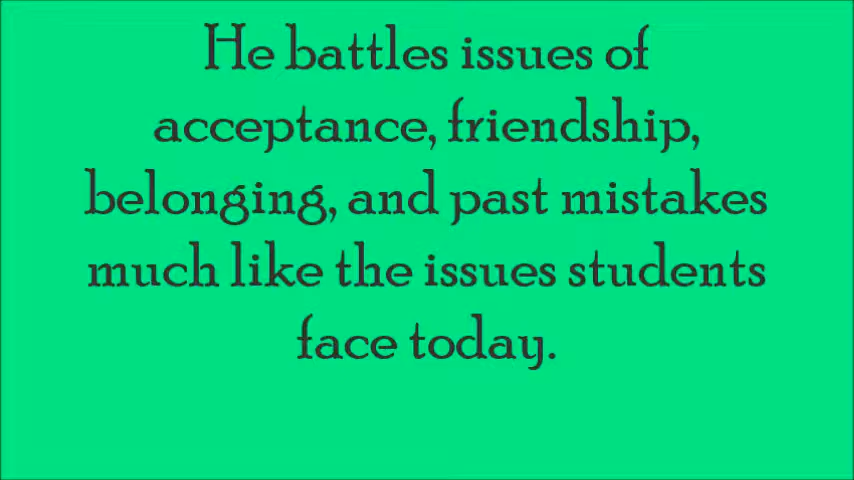 He battles issues of
acceptance, friendship,
belonging, and past mistakes
much like the issues students
face today.